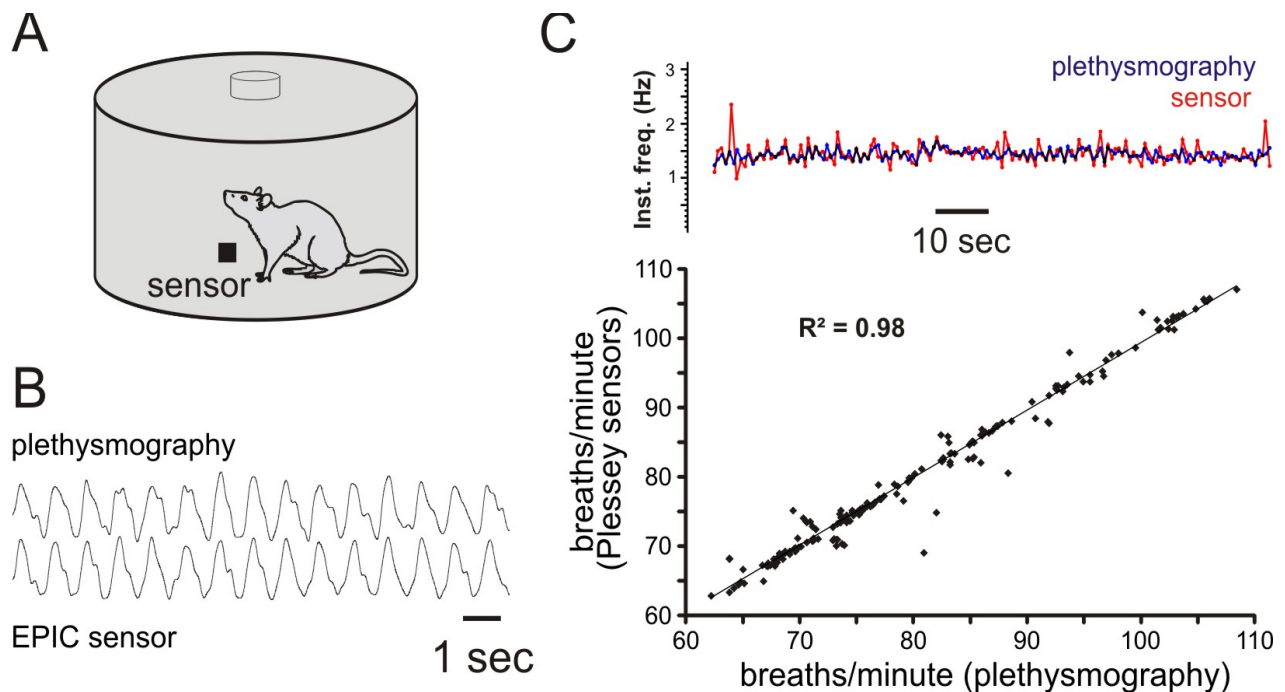 A
sensor
B
plethysmography
EPIC sensor
1 sec
C
plethysmography
sensor
Inst. freq. (Hz)
3
2
1
10 sec
110
100
90
80
70
60
breaths/minute
(Plessey sensors)
R² = 0.98
60 70 80 90 100 110
breaths/minute (plethysmography)